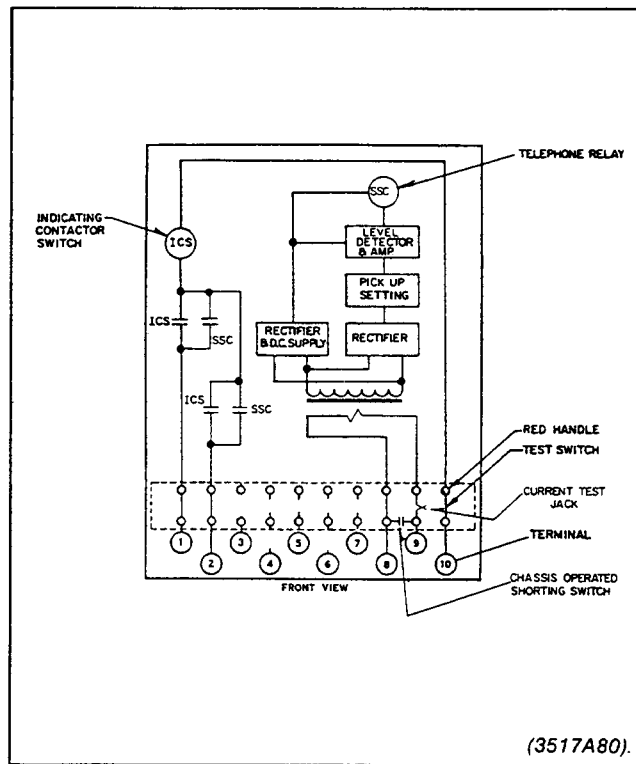 TELEPHONE RELAY
SSC
INDICATING
CONTACTOR
SWITCH
ICS
LEVEL
DETECTOR
& AMP.
PICK UP
SETTING
ICS
SSC
RECTIFIER
& D.C. SUPPLY
RECTIFIER
ICS
SSC
RED HANDLE
TEST SWITCH
CURRENT TEST
JACK
TERMINAL
1
2
3
4
5
6
7
8
9
10
FRONT VIEW
CHASSIS OPERATED
SHORTING SWITCH
(3517A80).